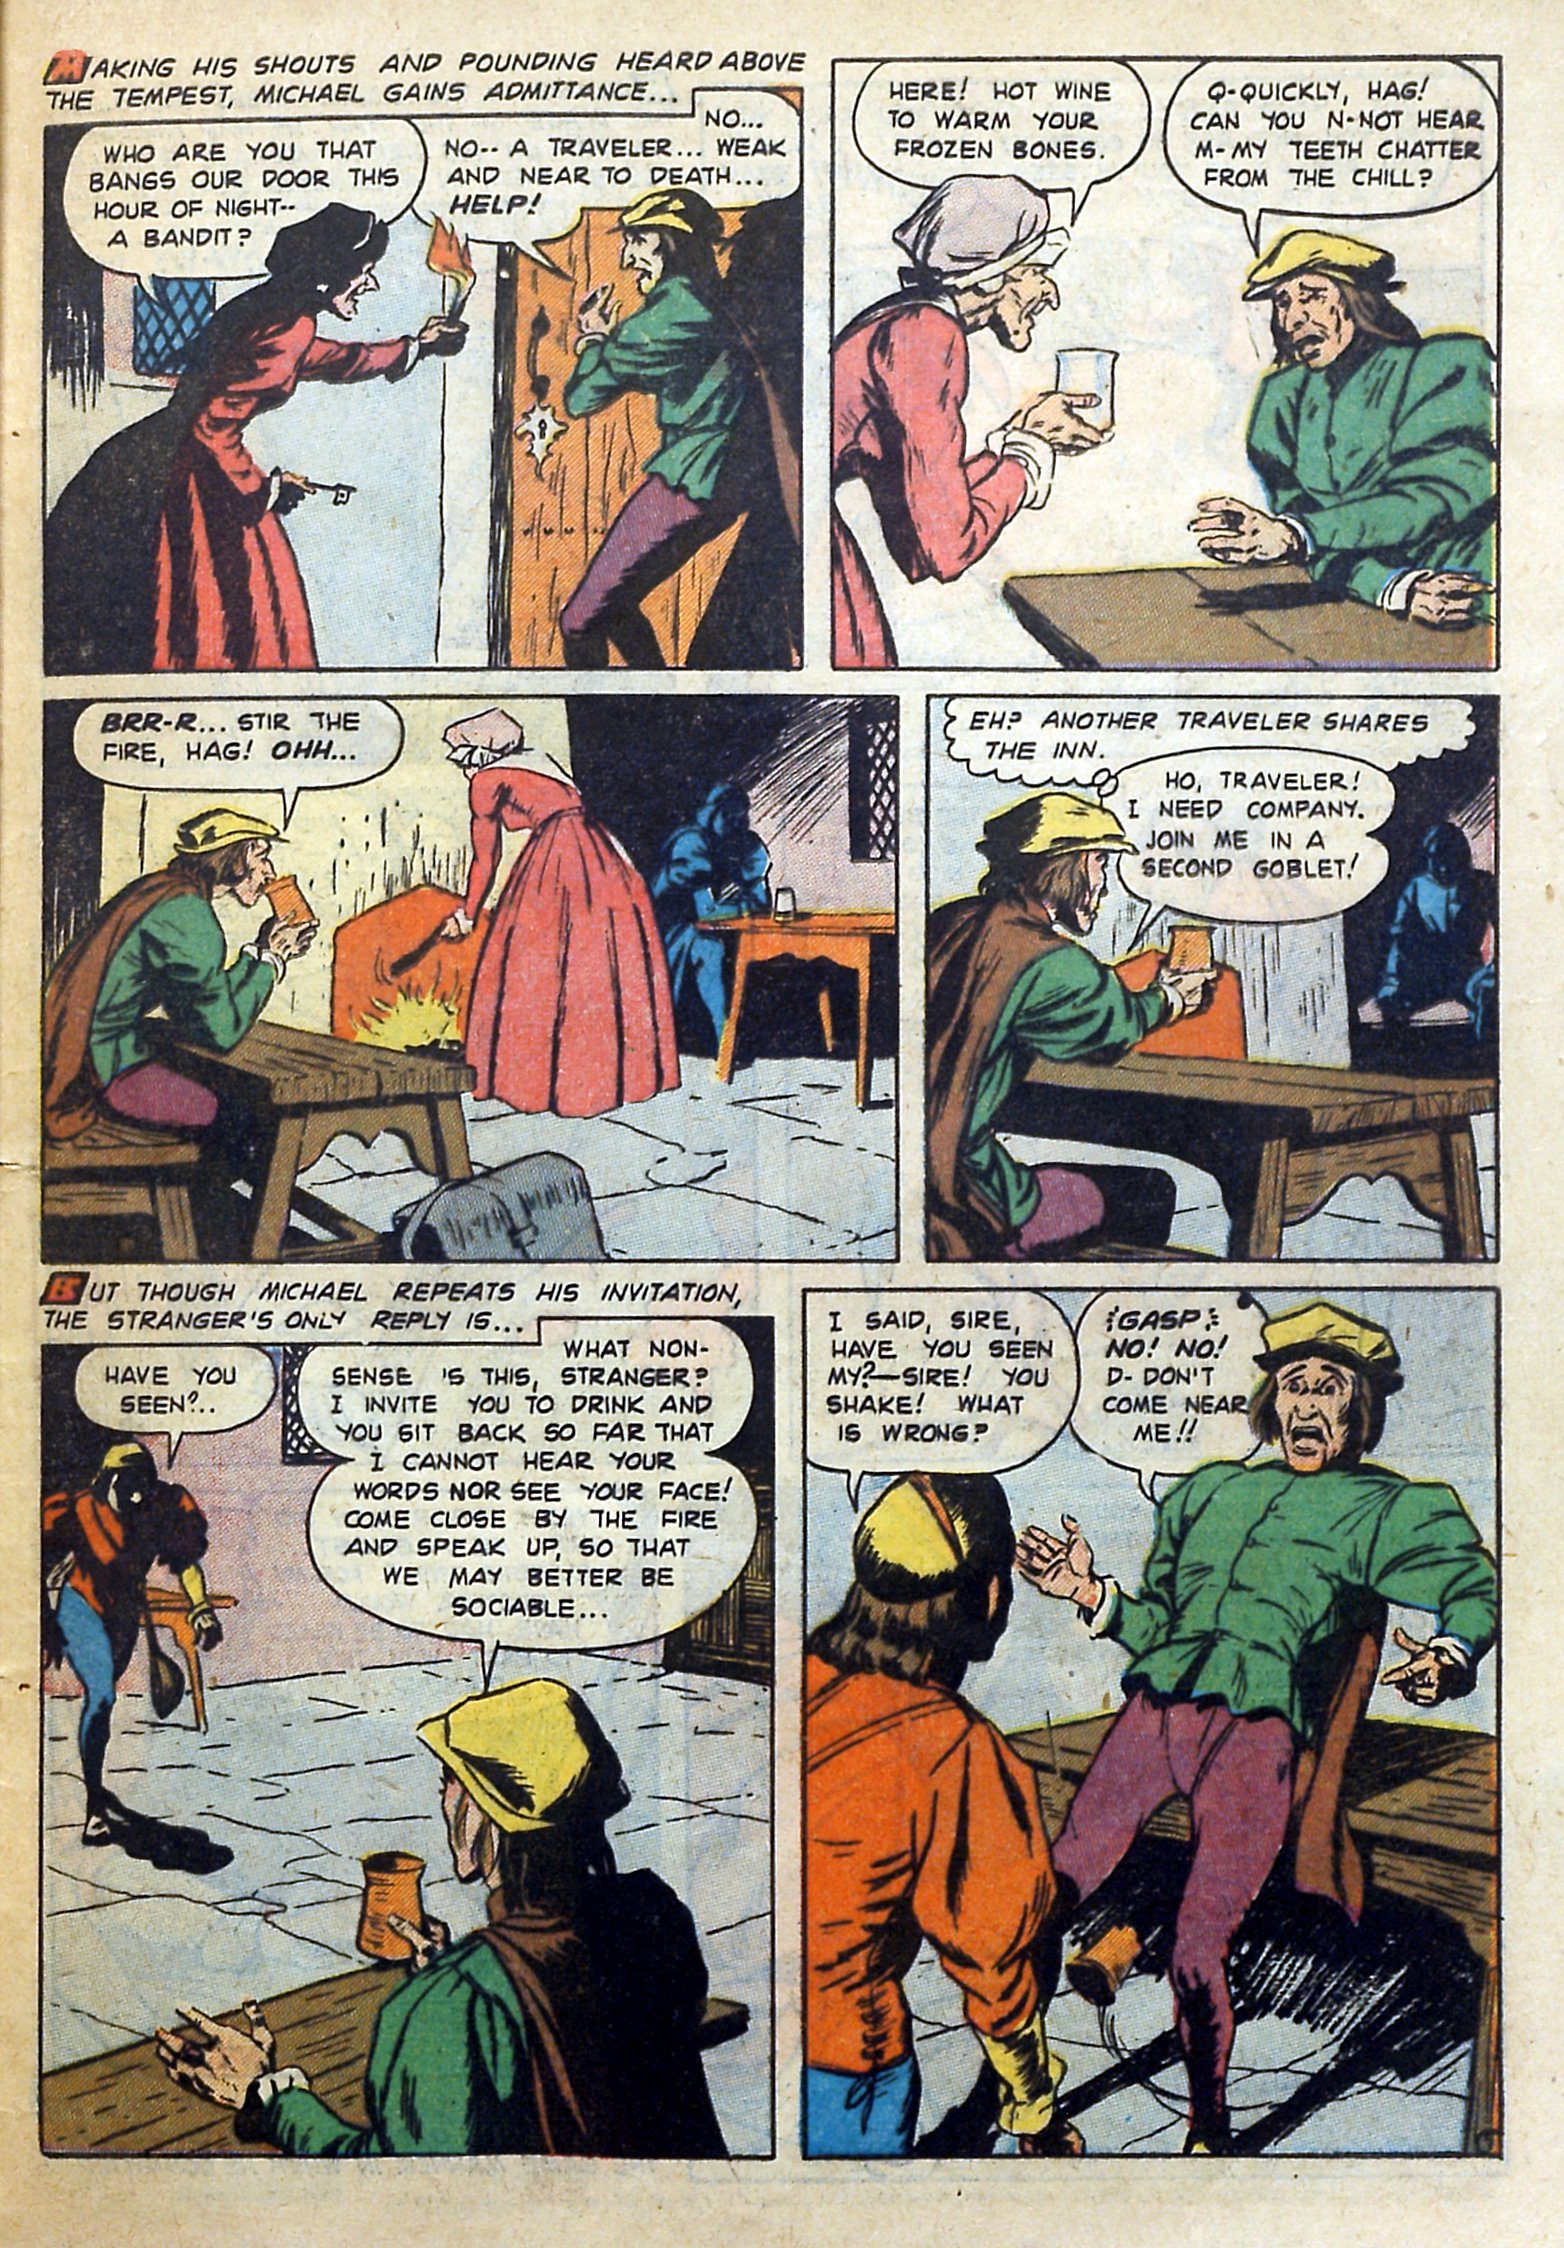 MAKING HIS SHOUTS AND POUNDING HEARD ABOVE
THE TEMPEST, MICHAEL GAINS ADMITTANCE...
WHO ARE YOU THAT
BANGS OUR DOOR THIS
HOUR OF NIGHT--
A BANDIT?
NO...
NO-- A TRAVELER... WEAK
AND NEAR TO DEATH...
HELP!
HERE! HOT WINE
TO WARM YOUR
FROZEN BONES.
Q-QUICKLY, HAG!
CAN YOU N-NOT HEAR
M-MY TEETH CHATTER
FROM THE CHILL?
BRR-R... STIR THE
FIRE, HAG! OHH...
EH? ANOTHER TRAVELER SHARES
THE INN.
HO, TRAVELER!
I NEED COMPANY.
JOIN ME IN A
SECOND GOBLET!
BUT THOUGH MICHAEL REPEATS HIS INVITATION,
THE STRANGER'S ONLY REPLY IS...
HAVE YOU
SEEN?..
WHAT NON-
SENSE 'S THIS, STRANGER?
I INVITE YOU TO DRINK AND
YOU SIT BACK SO FAR THAT
I CANNOT HEAR YOUR
WORDS NOR SEE YOUR FACE!
COME CLOSE BY THE FIRE
AND SPEAK UP, SO THAT
WE MAY BETTER BE
SOCIABLE...
I SAID, SIRE,
HAVE YOU SEEN
MY?—SIRE! YOU
SHAKE! WHAT
IS WRONG?
GASP,
NO! NO!
D-DON'T
COME NEAR
ME!!